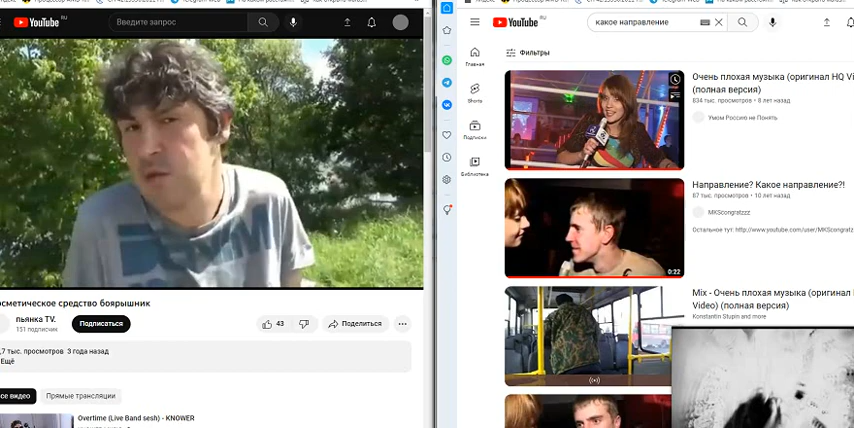 YouTube RU
Введите запрос
осметическое средство боярышник
пьянка TV.
151 подписчик
Подписаться
43
Поделиться
,7 тыс. просмотров 3 года назад
Ещё
се видео
Прямые трансляции
Overtime (Live Band sesh) - KNOWER
YouTube RU
какое направление
Главная
Shorts
Подписки
Библиотека
Фильтры
Очень плохая музыка (оригинал HQ Vi
(полная версия)
834 тыс. просмотров • 8 лет назад
Умом Россию не Понять
Направление? Какое направление?!
87 тыс. просмотров • 10 лет назад
MKScongratzzz
Остальное тут: http://www.youtube.com/user/MKScongratz
0:22
Mix - Очень плохая музыка (оригинал
Video) (полная версия)
Konstantin Stupin and more